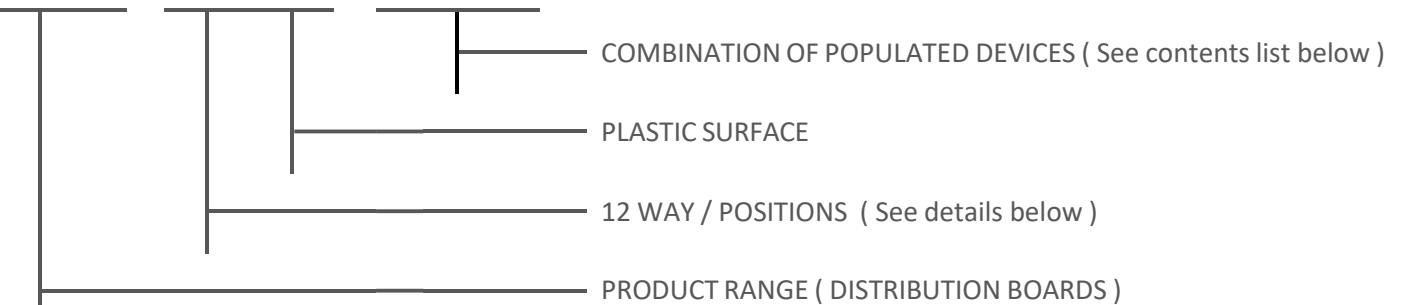 COMBINATION OF POPULATED DEVICES ( See contents list below )
PLASTIC SURFACE
12 WAY / POSITIONS  ( See details below )
PRODUCT RANGE ( DISTRIBUTION BOARDS )